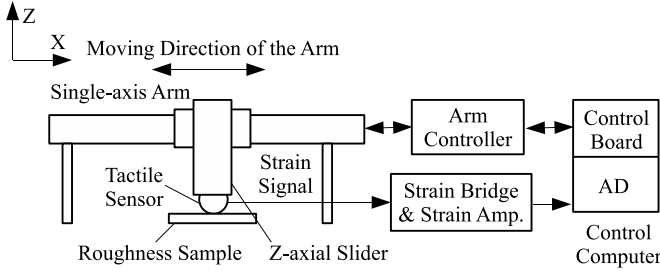 Z
X
Moving Direction of the Arm
Single-axis Arm
Arm
Controller
Control
Board
Tactile
Sensor
Strain
Signal
Strain Bridge
& Strain Amp.
AD
Roughness Sample
Z-axial Slider
Control
Computer